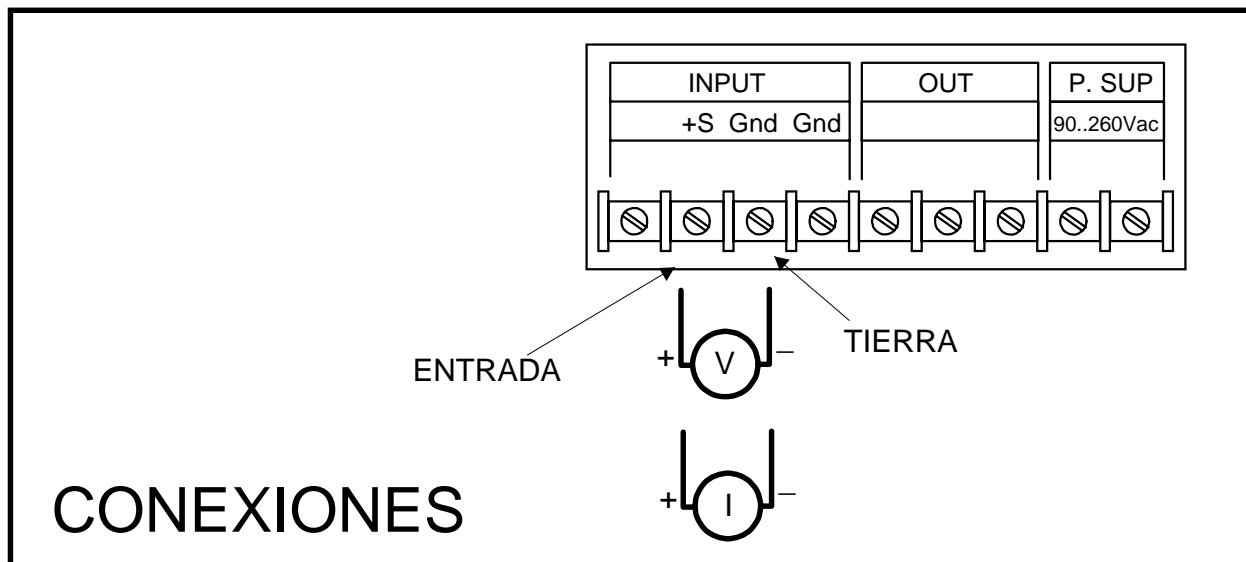 INPUT OUT P. SUP
+S Gnd Gnd 90..260Vac
ENTRADA + V – TIERRA
CONEXIONES + I –